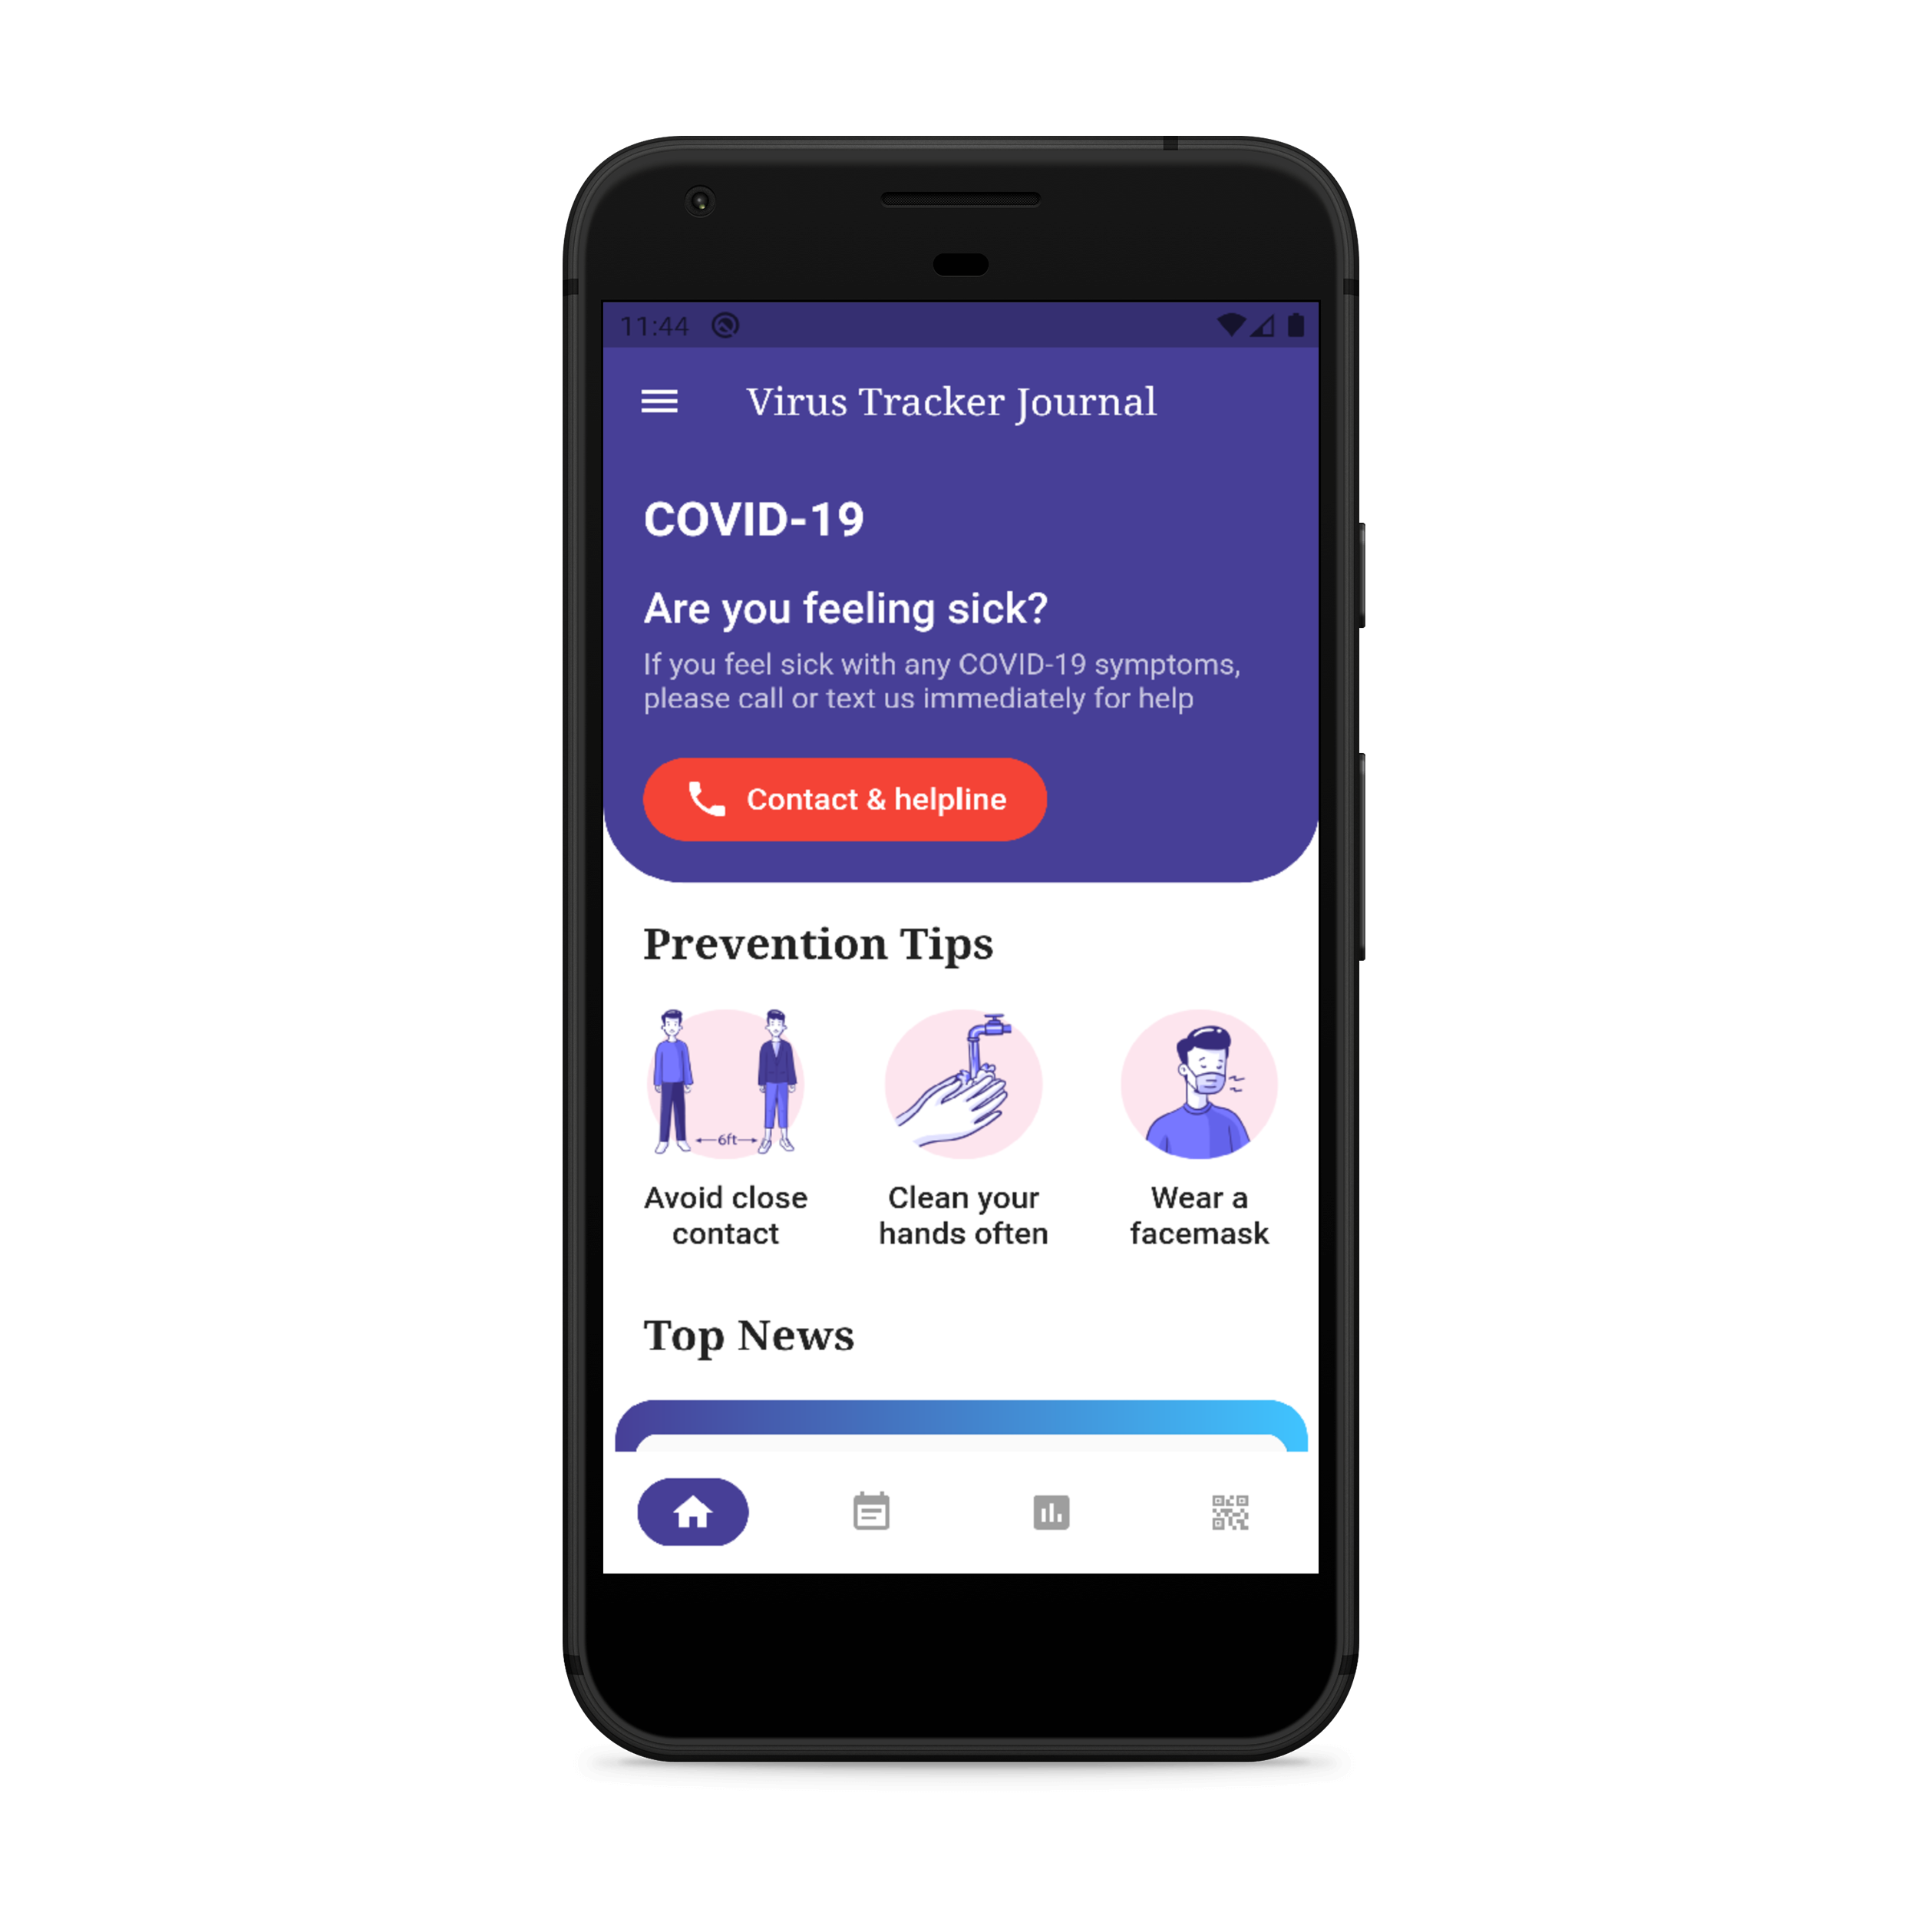 11:44
Virus Tracker Journal
COVID-19
Are you feeling sick?
If you feel sick with any COVID-19 symptoms,
please call or text us immediately for help
Contact & helpline
Prevention Tips
6ft
Avoid close
contact
Clean your
hands often
Wear a
facemask
Top News